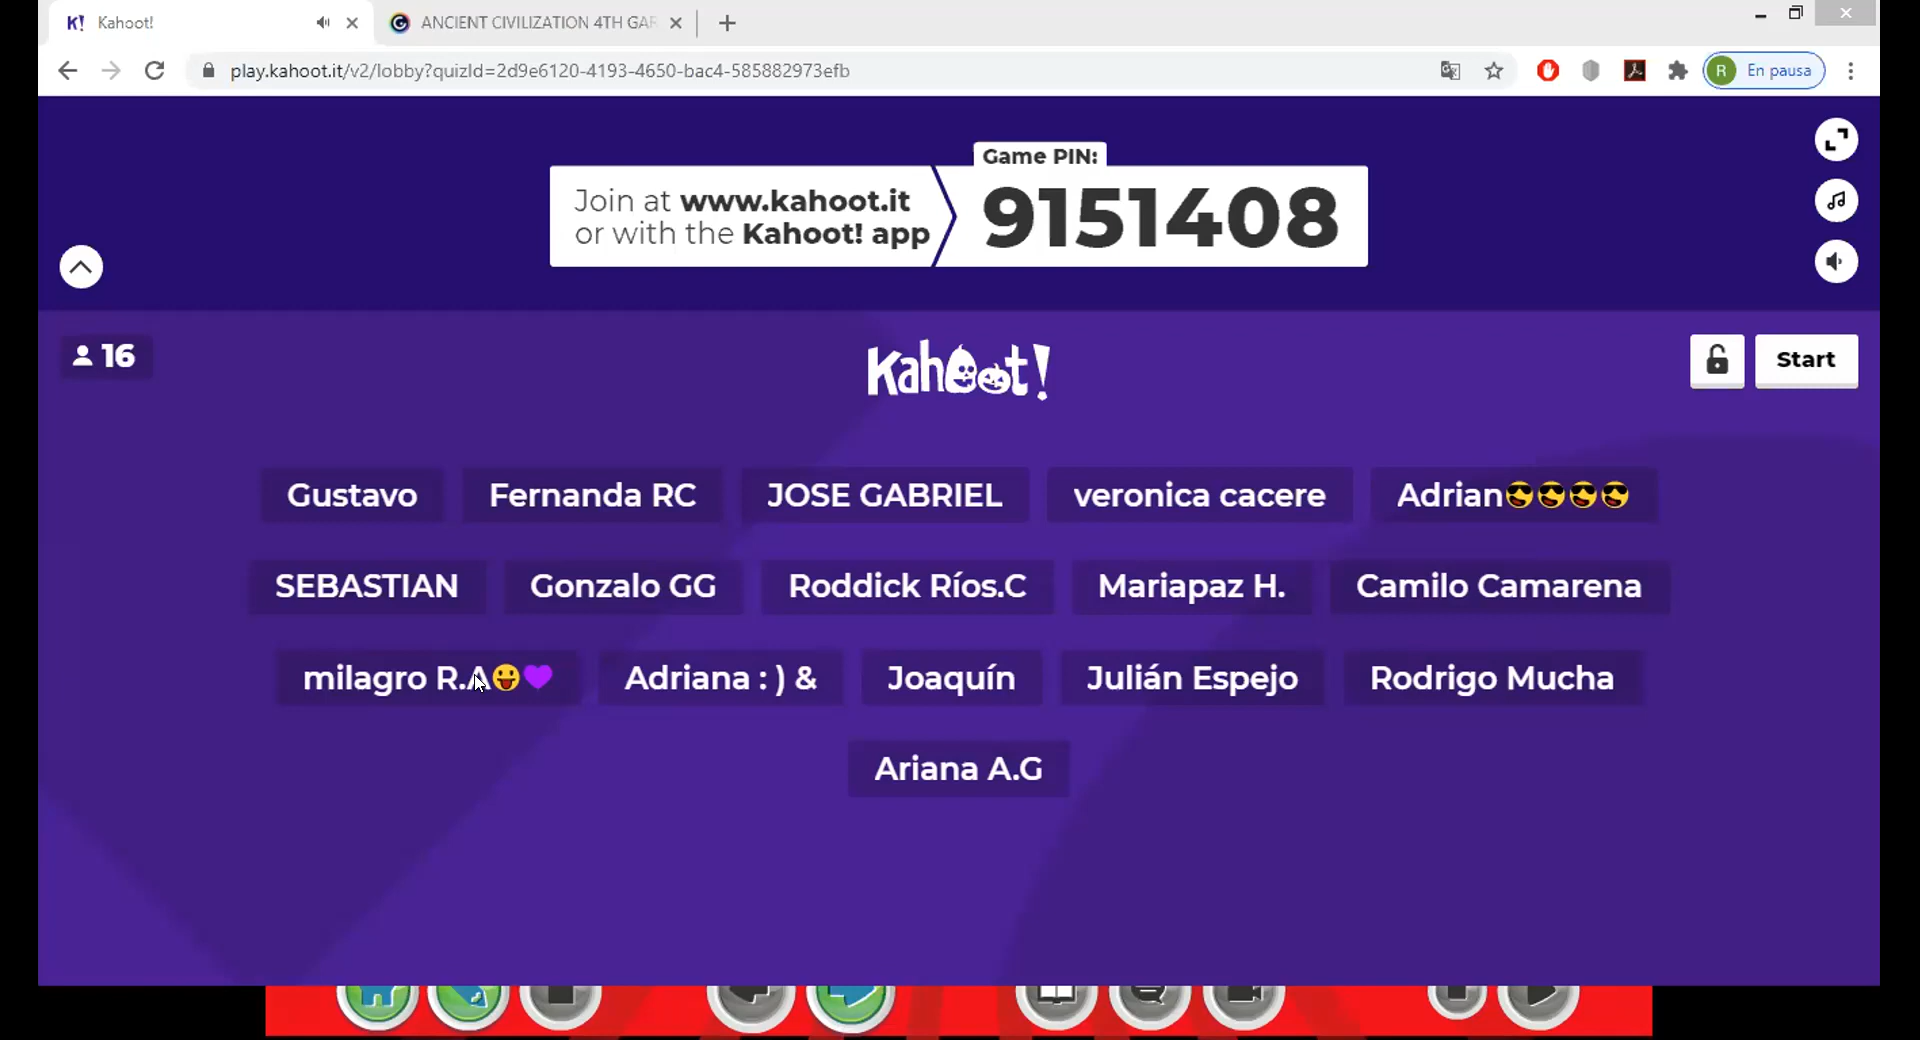 K! Kahoot!
ANCIENT CIVILIZATION 4TH GAR
play.kahoot.it/v2/lobby?quizId=2d9e6120-4193-4650-bac4-585882973efb
R En pausa
Game PIN:
Join at www.kahoot.it
or with the Kahoot! app
9151408
16
Kahoot!
Start
Gustavo
Fernanda RC
JOSE GABRIEL
veronica cacere
Adrian😎😎😎😎
SEBASTIAN
Gonzalo GG
Roddick Ríos.C
Mariapaz H.
Camilo Camarena
milagro R.A😛💜
Adriana : ) &
Joaquín
Julián Espejo
Rodrigo Mucha
Ariana A.G